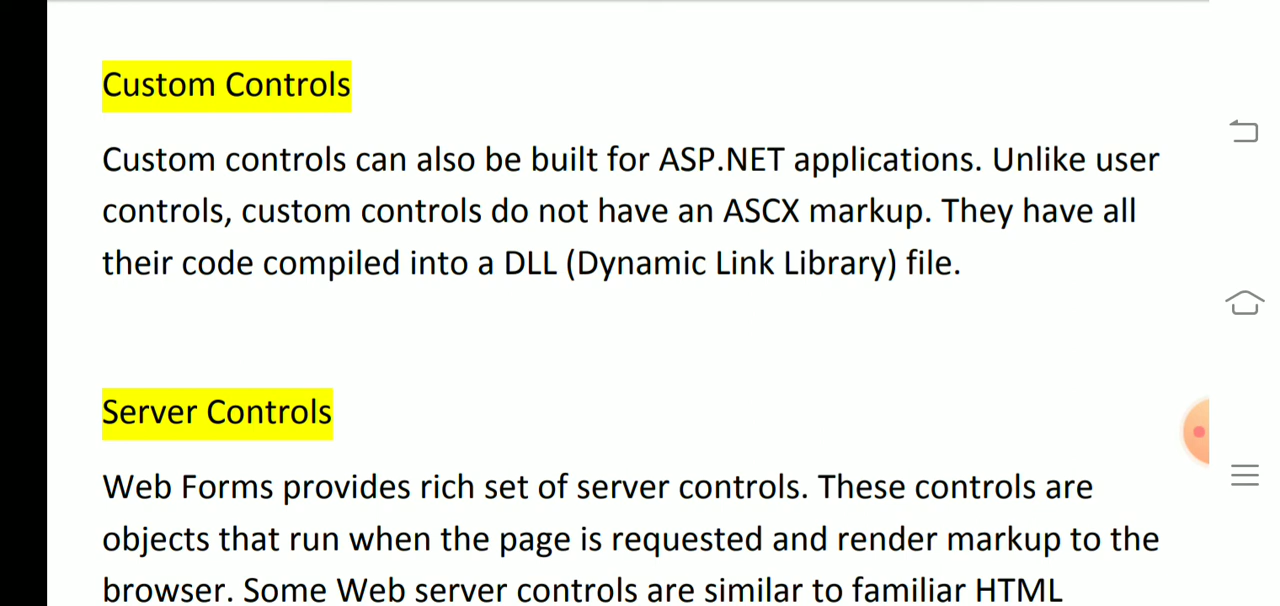 Custom Controls
Custom controls can also be built for ASP.NET applications. Unlike user
controls, custom controls do not have an ASCX markup. They have all
their code compiled into a DLL (Dynamic Link Library) file.
Server Controls
Web Forms provides rich set of server controls. These controls are
objects that run when the page is requested and render markup to the
browser. Some Web server controls are similar to familiar HTML